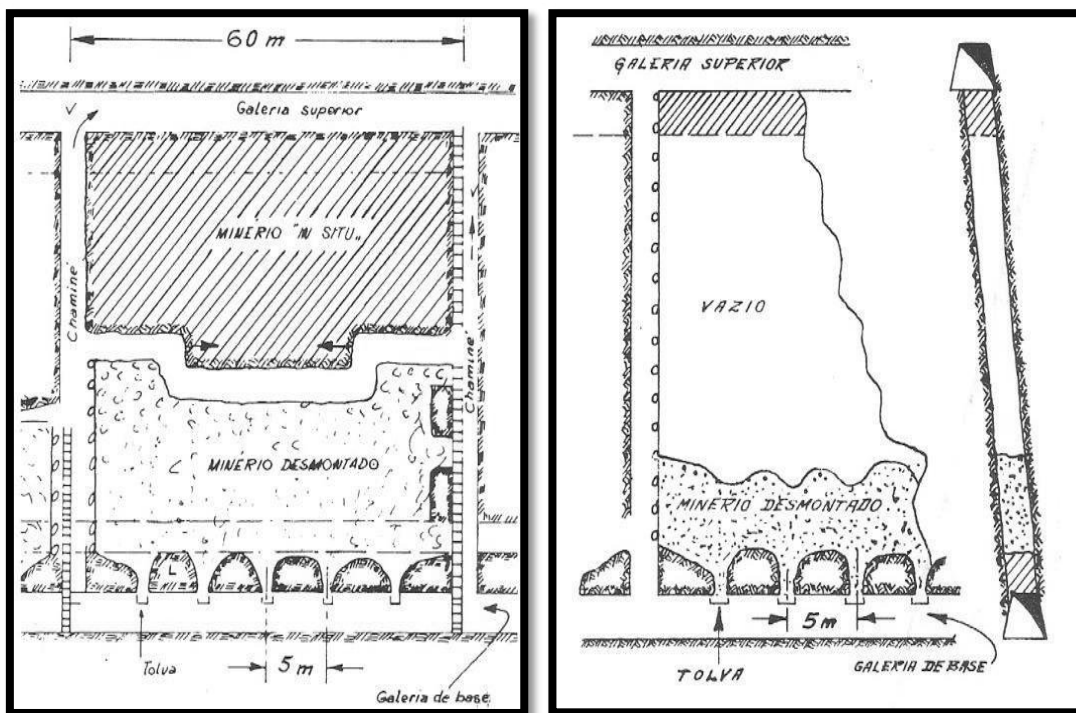 60 m
Galeria superior
V
MINÉRIO "IN SITU„
Chaminé
Chaminé
MINÉRIO DESMONTADO
L
5 m
Tolva
Galeria de base
GALERIA SUPERIOR
VAZIO
MINÉRIO DESMONTADO
5 m
TOLVA
GALERIA DE BASE